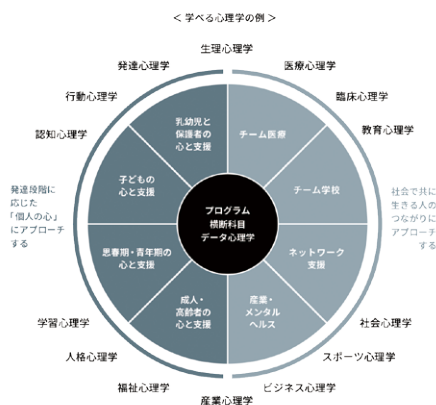 ＜ 学べる心理学の例 ＞
生理心理学
発達心理学
医療心理学
行動心理学
臨床心理学
認知心理学
教育心理学
乳幼児と
保護者の
心と支援
チーム医療
子どもの
心と支援
チーム学校
発達段階に
応じた
「個人の心」
にアプローチ
する
プログラム
横断科目
データ心理学
社会で共に
生きる人の
つながりに
アプローチ
する
思春期・青年期の
心と支援
ネットワーク
支援
成人・
高齢者の
心と支援
産業・
メンタル
ヘルス
学習心理学
社会心理学
人格心理学
スポーツ心理学
福祉心理学
ビジネス心理学
産業心理学